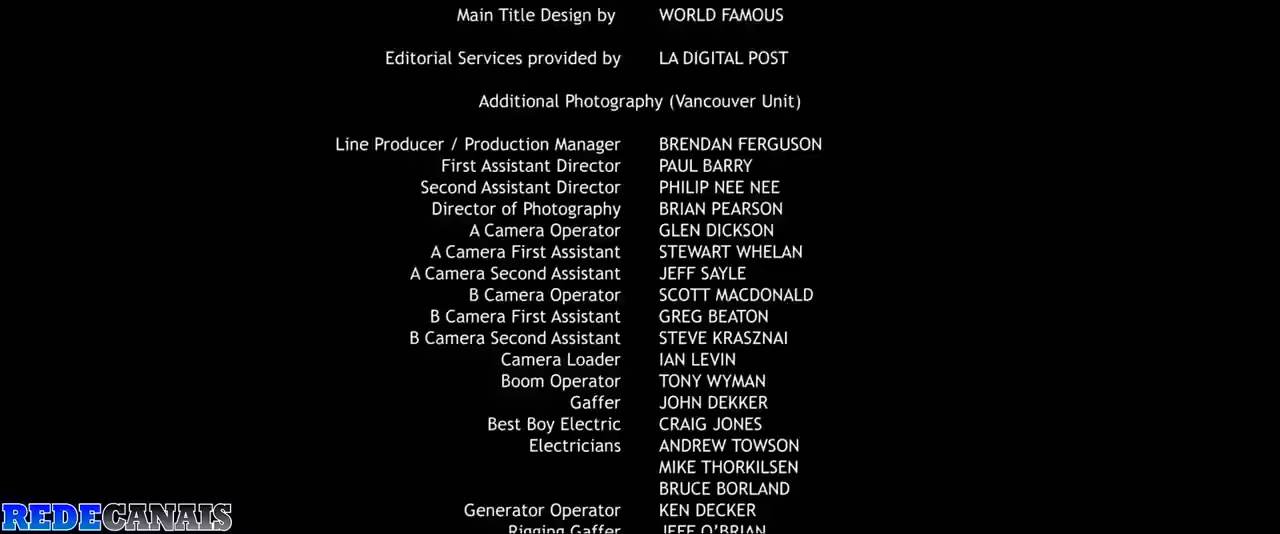 Main Title Design by WORLD FAMOUS
Editorial Services provided by LA DIGITAL POST
Additional Photography (Vancouver Unit)
Line Producer / Production Manager BRENDAN FERGUSON
First Assistant Director PAUL BARRY
Second Assistant Director PHILIP NEE NEE
Director of Photography BRIAN PEARSON
A Camera Operator GLEN DICKSON
A Camera First Assistant STEWART WHELAN
A Camera Second Assistant JEFF SAYLE
B Camera Operator SCOTT MACDONALD
B Camera First Assistant GREG BEATON
B Camera Second Assistant STEVE KRASZNAI
Camera Loader IAN LEVIN
Boom Operator TONY WYMAN
Gaffer JOHN DEKKER
Best Boy Electric CRAIG JONES
Electricians ANDREW TOWSON
MIKE THORKILSEN
BRUCE BORLAND
Generator Operator KEN DECKER
Rigging Gaffer JEFF O'BRIAN
REDECANAIS